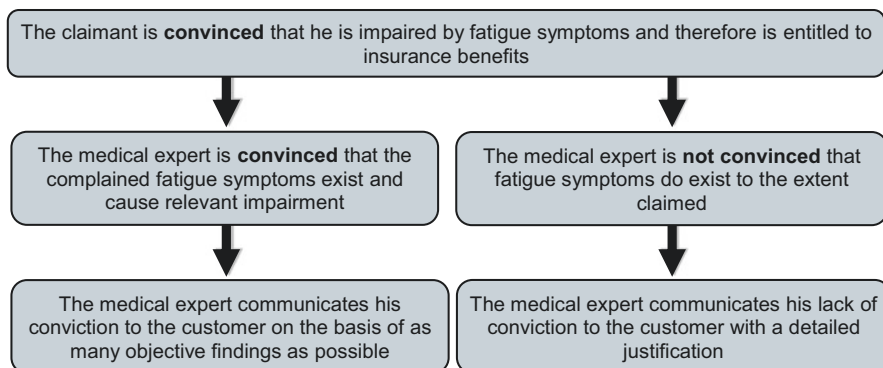 The claimant is convinced that he is impaired by fatigue symptoms and therefore is entitled to
insurance benefits
The medical expert is convinced that the
complained fatigue symptoms exist and
cause relevant impairment
The medical expert is not convinced that
fatigue symptoms do exist to the extent
claimed
The medical expert communicates his
conviction to the customer on the basis of as
many objective findings as possible
The medical expert communicates his lack of
conviction to the customer with a detailed
justification